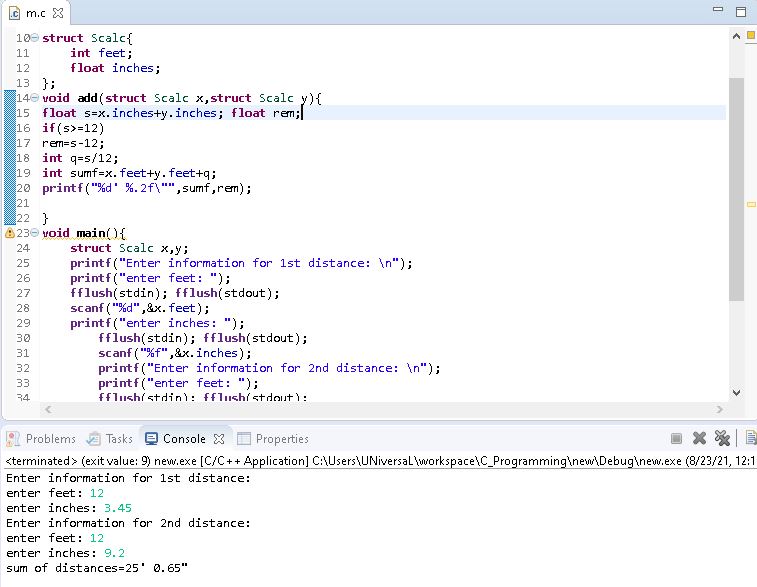 m.c
10 struct Scalc{
11 int feet;
12 float inches;
13 };
14 void add(struct Scalc x,struct Scalc y){
15 float s=x.inches+y.inches; float rem;
16 if(s>=12)
17 rem=s-12;
18 int q=s/12;
19 int sumf=x.feet+y.feet+q;
20 printf("%d' %.2f\"",sumf,rem);
21
22 }
23 void main(){
24 struct Scalc x,y;
25 printf("Enter information for 1st distance: \n");
26 printf("enter feet: ");
27 fflush(stdin); fflush(stdout);
28 scanf("%d",&x.feet);
29 printf("enter inches: ");
30 fflush(stdin); fflush(stdout);
31 scanf("%f",&x.inches);
32 printf("Enter information for 2nd distance: \n");
33 printf("enter feet: ");
34 fflush(stdin); fflush(stdout);
Problems Tasks Console Properties
<terminated> (exit value: 9) new.exe [C/C++ Application] C:\Users\UNiversaL\workspace\C_Programming\new\Debug\new.exe (8/23/21, 12:1
Enter information for 1st distance:
enter feet: 12
enter inches: 3.45
Enter information for 2nd distance:
enter feet: 12
enter inches: 9.2
sum of distances=25' 0.65"